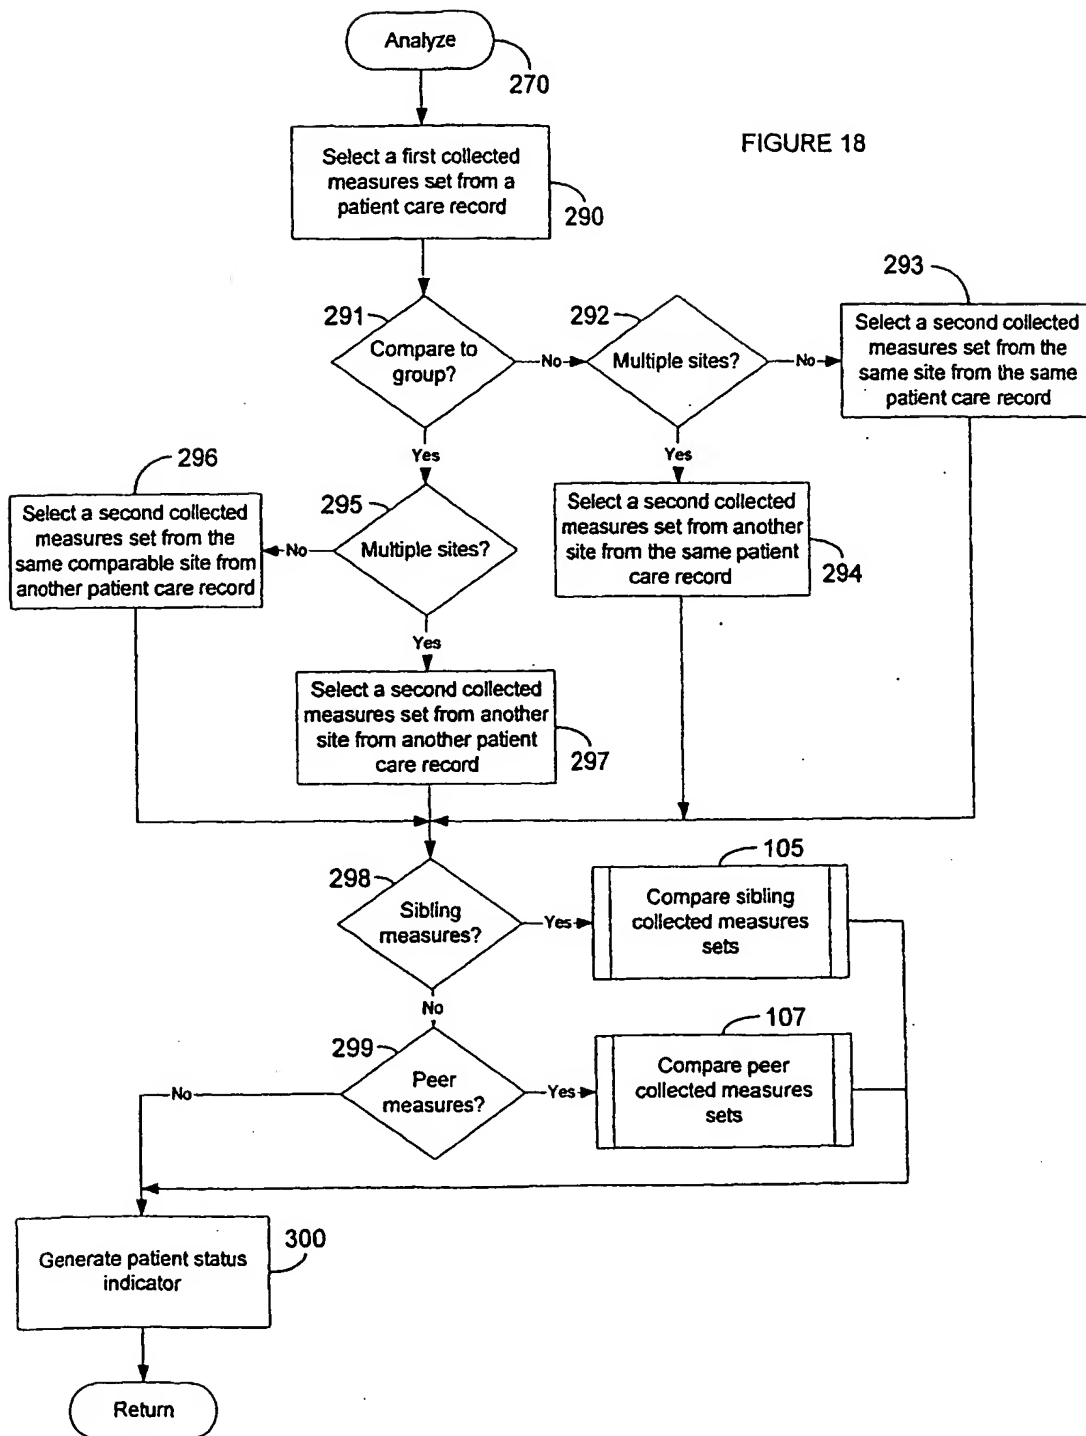 Analyze
270
FIGURE 18
Select a first collected
measures set from a
patient care record
290
293
291
Compare to
group?
No
292
Multiple sites?
No
Select a second collected
measures set from the
same site from the same
patient care record
Yes
Yes
296
Select a second collected
measures set from the
same comparable site from
another patient care record
No
295
Multiple sites?
Select a second collected
measures set from another
site from the same patient
care record
294
Yes
Select a second collected
measures set from another
site from another patient
care record
297
298
Sibling
measures?
Yes
105
Compare sibling
collected measures
sets
No
299
Peer
measures?
No
Yes
107
Compare peer
collected measures
sets
Generate patient status
indicator
300
Return